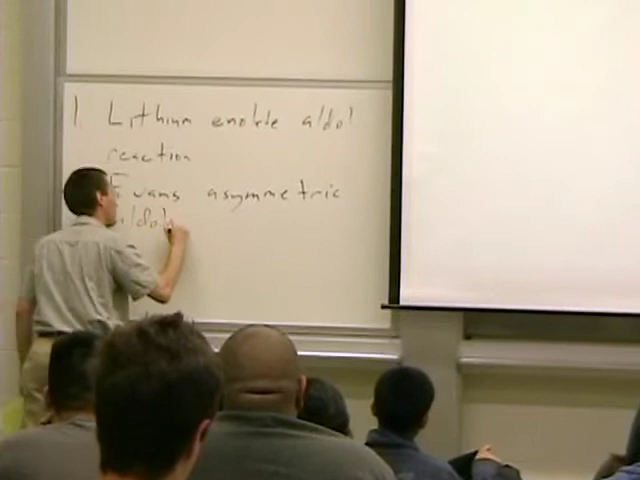 1. Lithium enolate aldol
reaction
Evans asymmetric
aldol